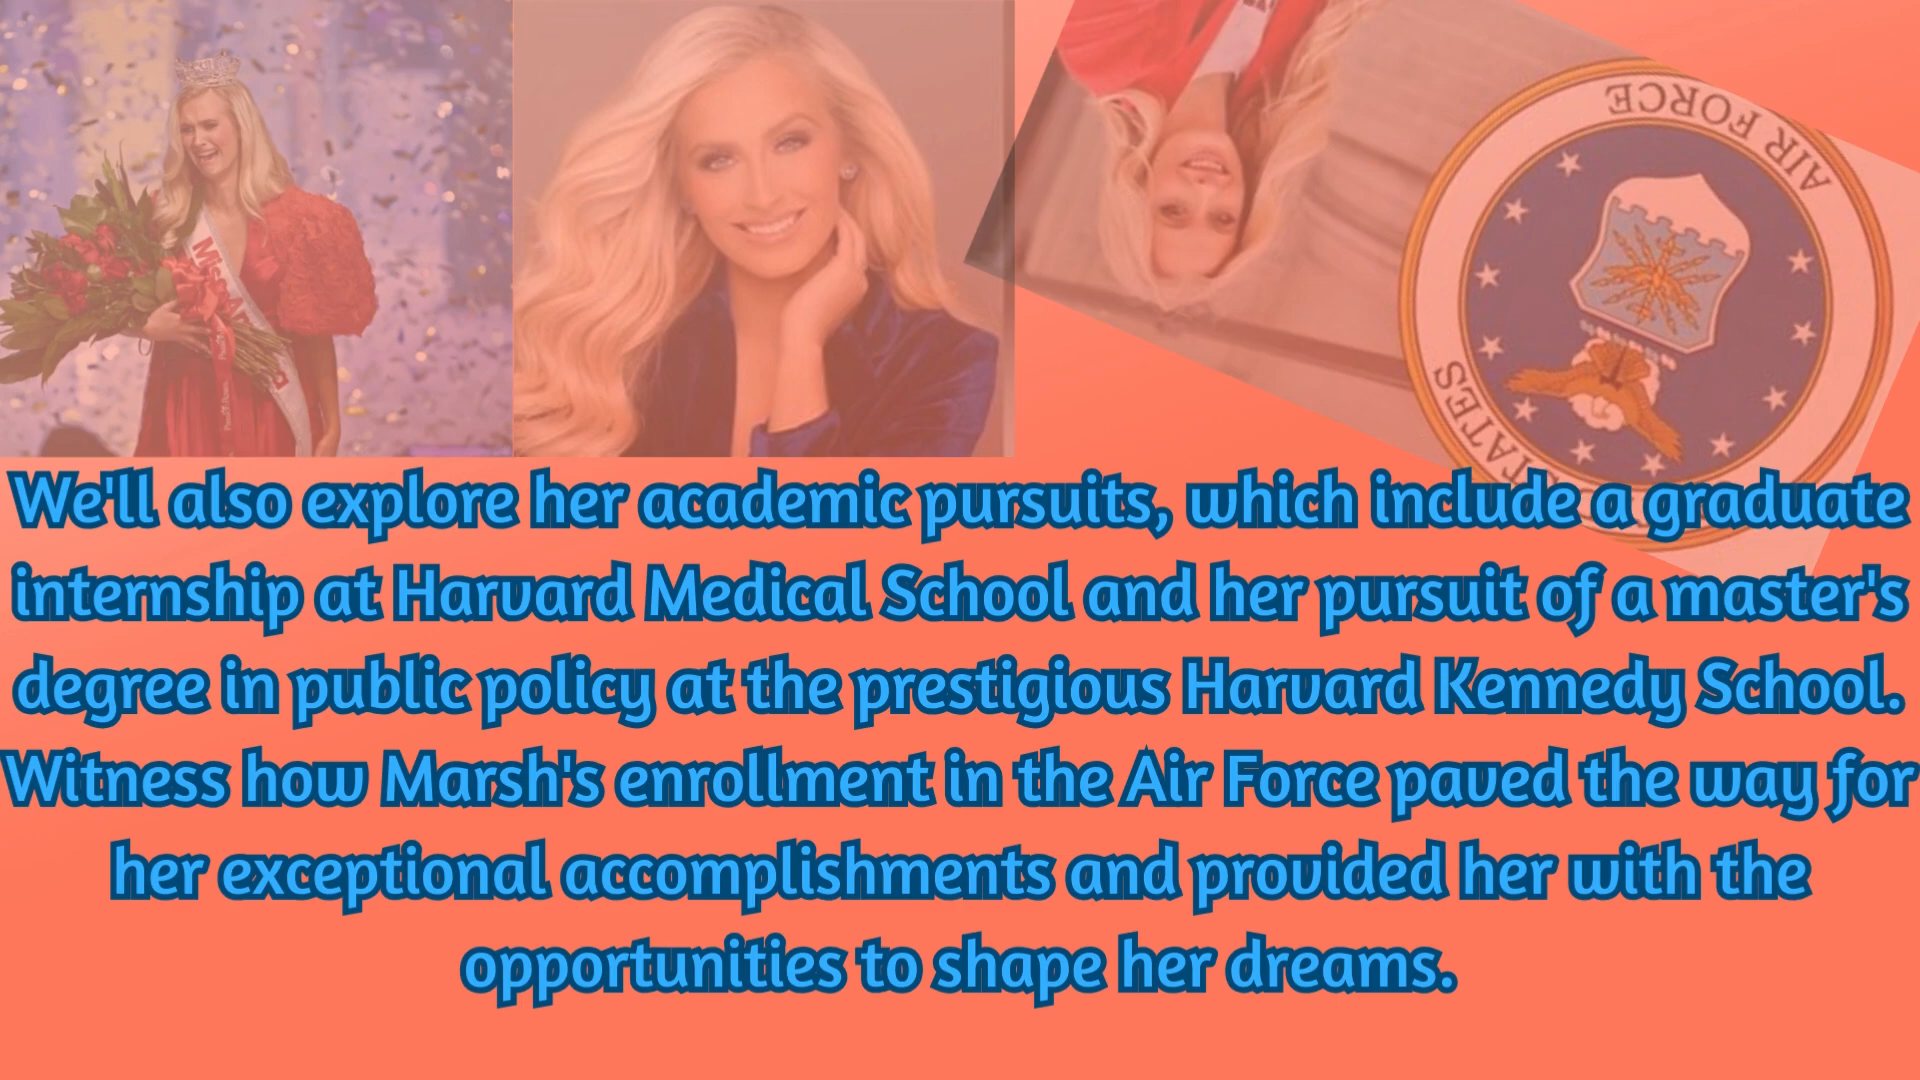 AIR FORCE
TATES
We'll also explore her academic pursuits, which include a graduate
internship at Harvard Medical School and her pursuit of a master's
degree in public policy at the prestigious Harvard Kennedy School.
Witness how Marsh's enrollment in the Air Force paved the way for
her exceptional accomplishments and provided her with the
opportunities to shape her dreams.